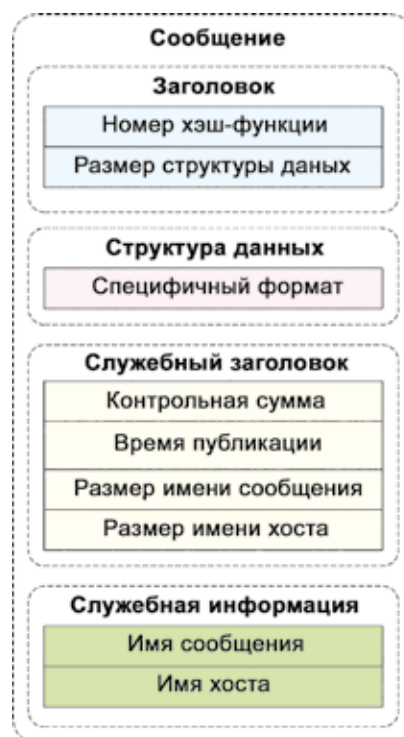 Сообщение
Заголовок
Номер хэш-функции
Размер структуры даных
Структура данных
Специфичный формат
Служебный заголовок
Контрольная сумма
Время публикации
Размер имени сообщения
Размер имени хоста
Служебная информация
Имя сообщения
Имя хоста